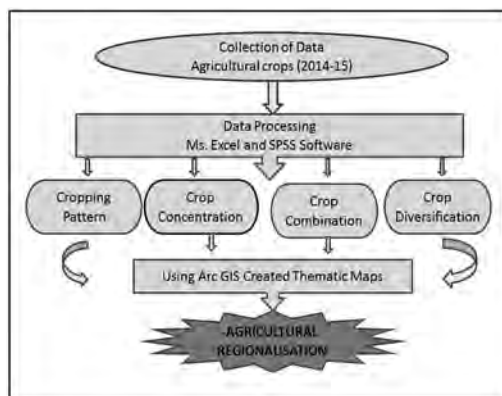 Collection of Data
Agricultural crops (2014-15)
Data Processing
Ms. Excel and SPSS Software
Cropping
Pattern
Crop
Concentration
Crop
Combination
Crop
Diversification
Using Arc GIS Created Thematic Maps
AGRICULTURAL
REGIONALISATION